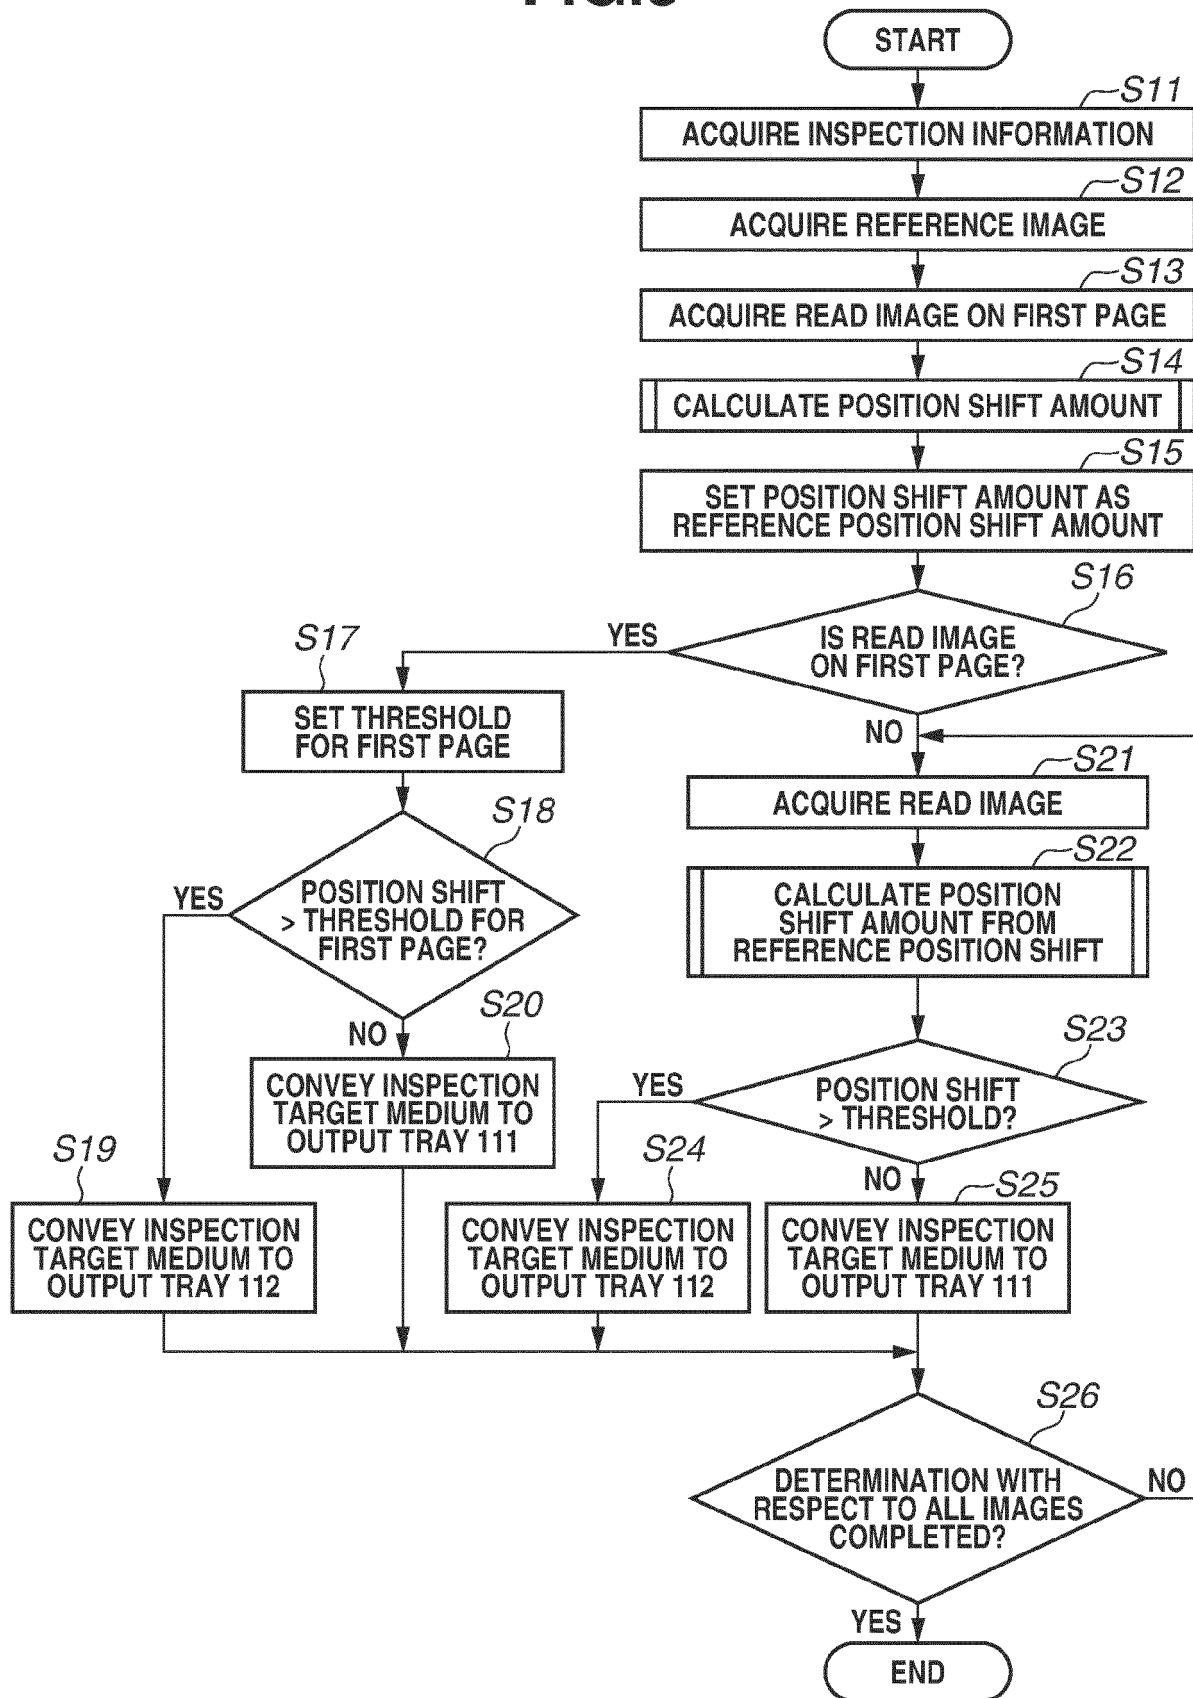 START
S11
ACQUIRE INSPECTION INFORMATION
S12
ACQUIRE REFERENCE IMAGE
S13
ACQUIRE READ IMAGE ON FIRST PAGE
S14
CALCULATE POSITION SHIFT AMOUNT
S15
SET POSITION SHIFT AMOUNT AS
REFERENCE POSITION SHIFT AMOUNT
S16
IS READ IMAGE
ON FIRST PAGE?
YES
NO
S17
SET THRESHOLD
FOR FIRST PAGE
S18
POSITION SHIFT
> THRESHOLD FOR
FIRST PAGE?
YES
NO
S19
CONVEY INSPECTION
TARGET MEDIUM TO
OUTPUT TRAY 112
S20
CONVEY INSPECTION
TARGET MEDIUM TO
OUTPUT TRAY 111
S21
ACQUIRE READ IMAGE
S22
CALCULATE POSITION
SHIFT AMOUNT FROM
REFERENCE POSITION SHIFT
S23
POSITION SHIFT
> THRESHOLD?
YES
NO
S24
CONVEY INSPECTION
TARGET MEDIUM TO
OUTPUT TRAY 112
S25
CONVEY INSPECTION
TARGET MEDIUM TO
OUTPUT TRAY 111
S26
DETERMINATION WITH
RESPECT TO ALL IMAGES
COMPLETED?
NO
YES
END